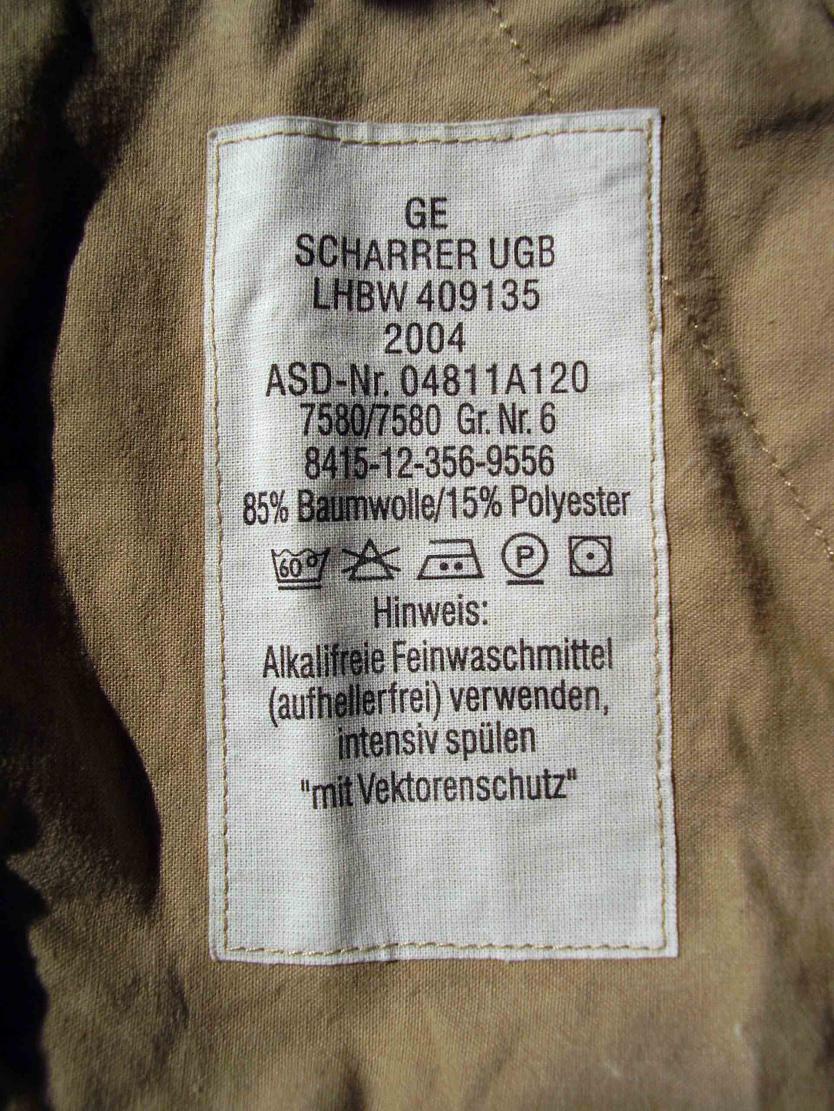 GE
SCHARRER UGB
LHBW 409135
2004
ASD-Nr. 04811A120
7580/7580 Gr. Nr. 6
8415-12-356-9556
85% Baumwolle/15% Polyester
60° P
Hinweis:
Alkalifreie Feinwaschmittel
(aufhellerfrei) verwenden,
intensiv spülen
"mit Vektorenschutz"